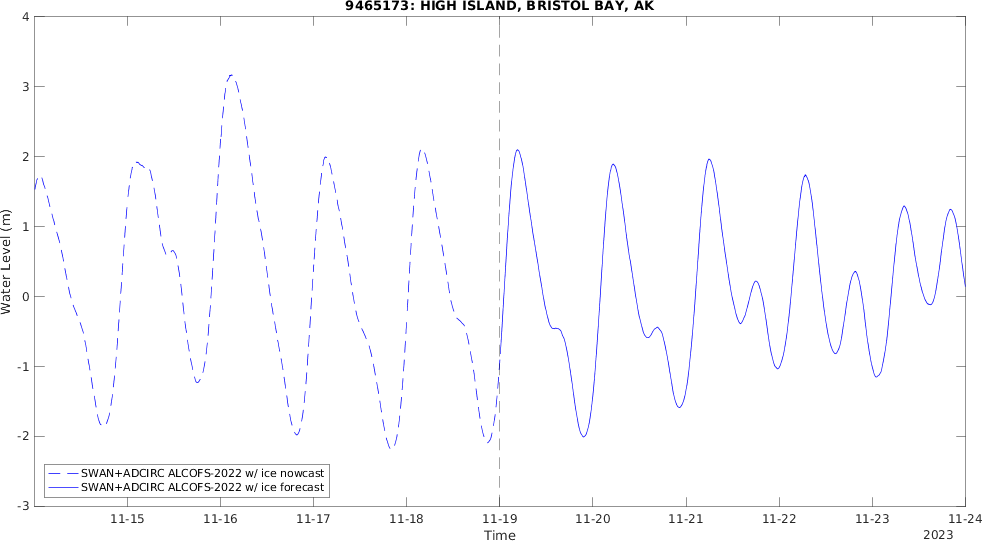 9465173: HIGH ISLAND, BRISTOL BAY, AK
4
3
2
1
0
-1
-2
-3
Water Level (m)
SWAN+ADCIRC ALCOFS-2022 w/ ice nowcast
SWAN+ADCIRC ALCOFS-2022 w/ ice forecast
11-15 11-16 11-17 11-18 11-19 11-20 11-21 11-22 11-23 11-24
Time
2023